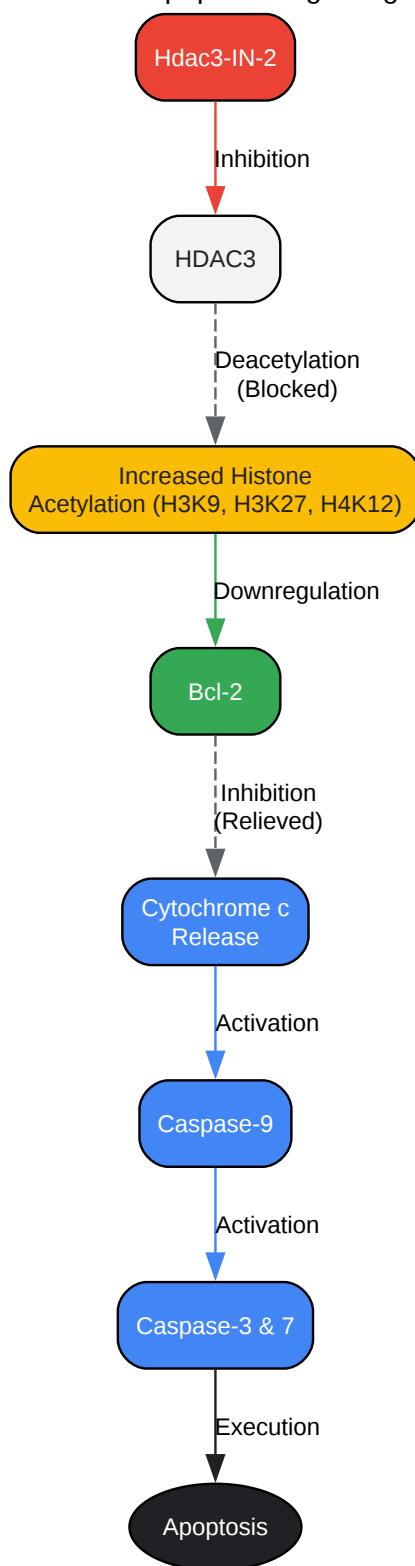 Hdac3-IN-2
Inhibition
HDAC3
Deacetylation
(Blocked)
Increased Histone
Acetylation (H3K9, H3K27, H4K12)
Downregulation
Bcl-2
Inhibition
(Relieved)
Cytochrome c
Release
Activation
Caspase-9
Activation
Caspase-3 & 7
Execution
Apoptosis